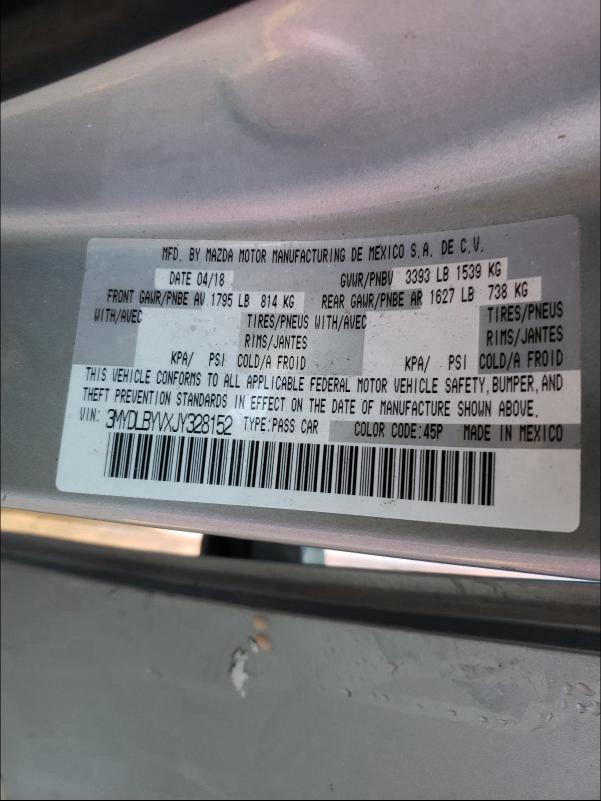 MFD. BY MAZDA MOTOR MANUFACTURING DE MEXICO S.A. DE C.V.
DATE 04/18 GVWR/PNBV 3393 LB 1539 KG
FRONT GAWR/PNBE AV 1795 LB 814 KG REAR GAWR/PNBE AR 1627 LB 738 KG
WITH/AVEC TIRES/PNEUS WITH/AVEC TIRES/PNEUS
RIMS/JANTES RIMS/JANTES
KPA/ PSI COLD/A FROID KPA/ PSI COLD/A FROID
THIS VEHICLE CONFORMS TO ALL APPLICABLE FEDERAL MOTOR VEHICLE SAFETY, BUMPER, AND
THEFT PREVENTION STANDARDS IN EFFECT ON THE DATE OF MANUFACTURE SHOWN ABOVE.
VIN: 3MYDLBYVXJY328152 TYPE:PASS CAR COLOR CODE:45P MADE IN MEXICO